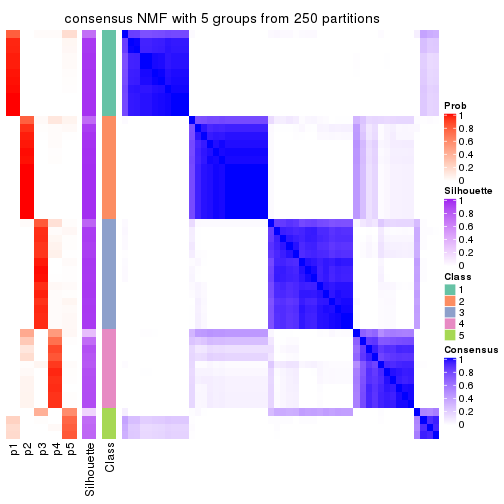 consensus NMF with 5 groups from 250 partitions
Prob
1
0.8
0.6
0.4
0.2
0
Silhouette
1
0.8
0.6
0.4
0.2
0
Class
1
2
3
4
5
Consensus
1
0.8
0.6
0.4
0.2
0
p1
p2
p3
p4
p5
Silhouette
Class